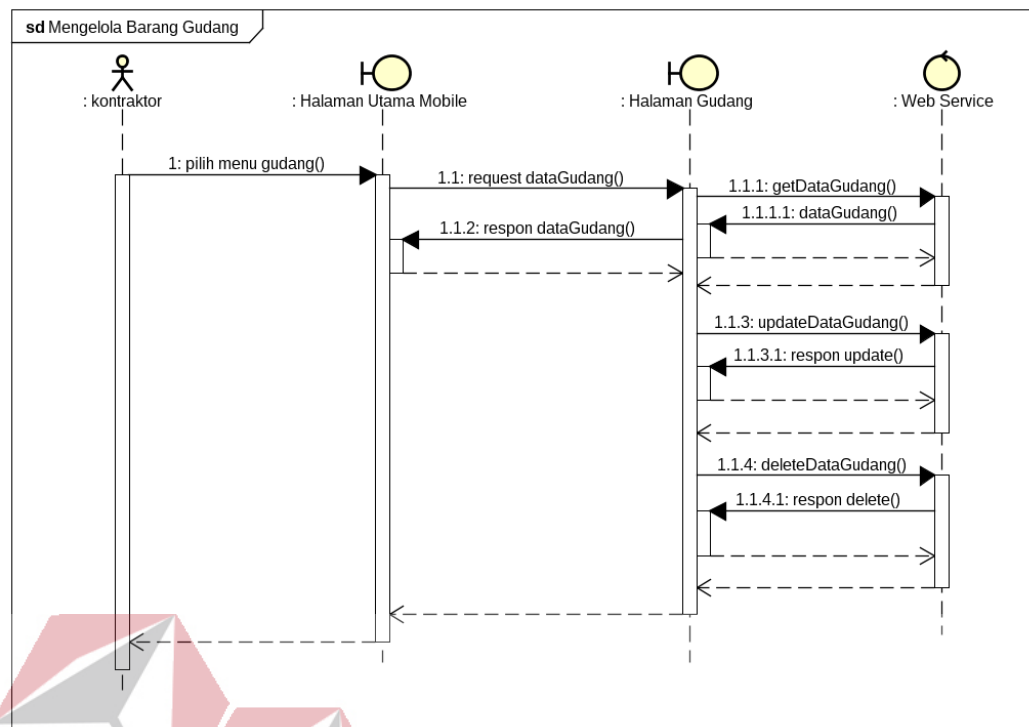 sd Mengelola Barang Gudang
: kontraktor
: Halaman Utama Mobile
: Halaman Gudang
: Web Service
1: pilih menu gudang()
1.1: request dataGudang()
1.1.1: getDataGudang()
1.1.1.1: dataGudang()
1.1.2: respon dataGudang()
1.1.3: updateDataGudang()
1.1.3.1: respon update()
1.1.4: deleteDataGudang()
1.1.4.1: respon delete()